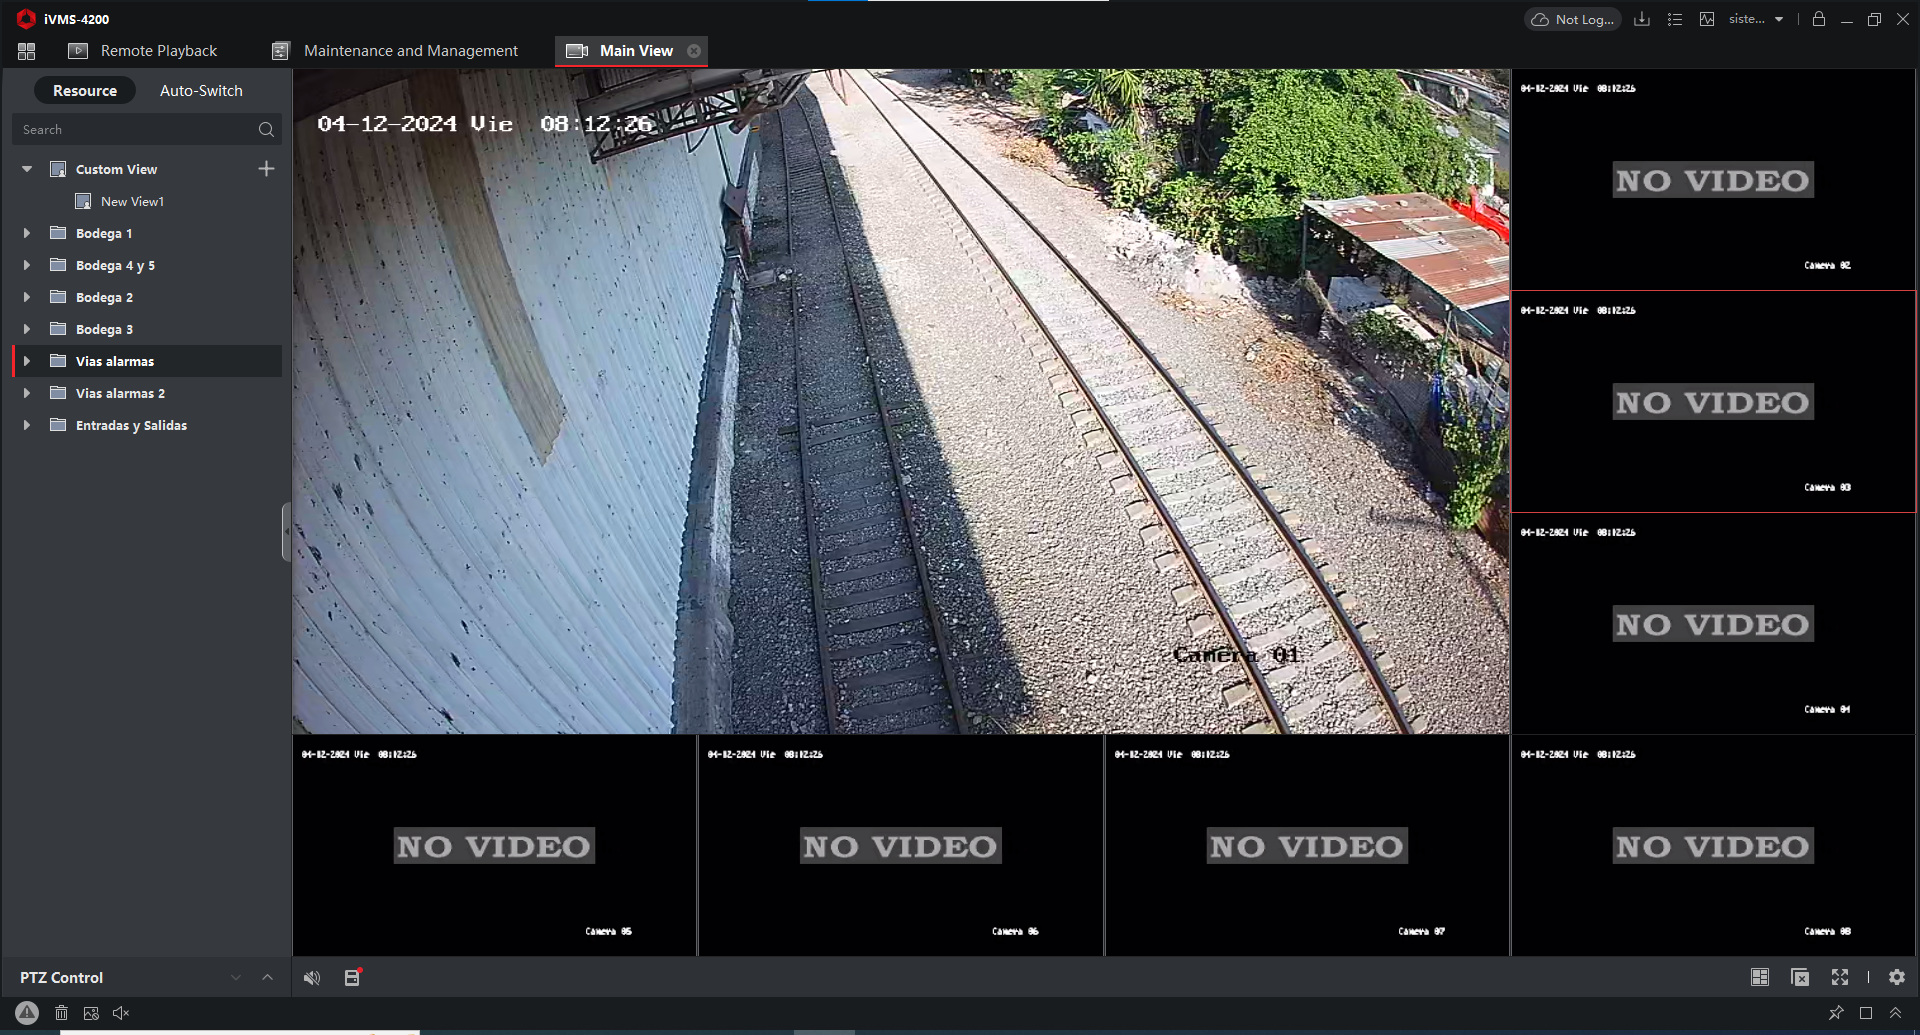 iVMS-4200
Not Log...
siste...
Remote Playback
Maintenance and Management
Main View
Resource
Auto-Switch
Search
Custom View
New View1
Bodega 1
Bodega 4 y 5
Bodega 2
Bodega 3
Vias alarmas
Vias alarmas 2
Entradas y Salidas
04-12-2024 Vie 08:12:26
Camera 01
04-12-2024 Vie 08:12:26
NO VIDEO
Camera 02
04-12-2024 Vie 08:12:26
NO VIDEO
Camera 03
04-12-2024 Vie 08:12:26
NO VIDEO
Camera 04
04-12-2024 Vie 08:12:26
NO VIDEO
Camera 05
04-12-2024 Vie 08:12:26
NO VIDEO
Camera 06
04-12-2024 Vie 08:12:26
NO VIDEO
Camera 07
04-12-2024 Vie 08:12:26
NO VIDEO
Camera 08
PTZ Control